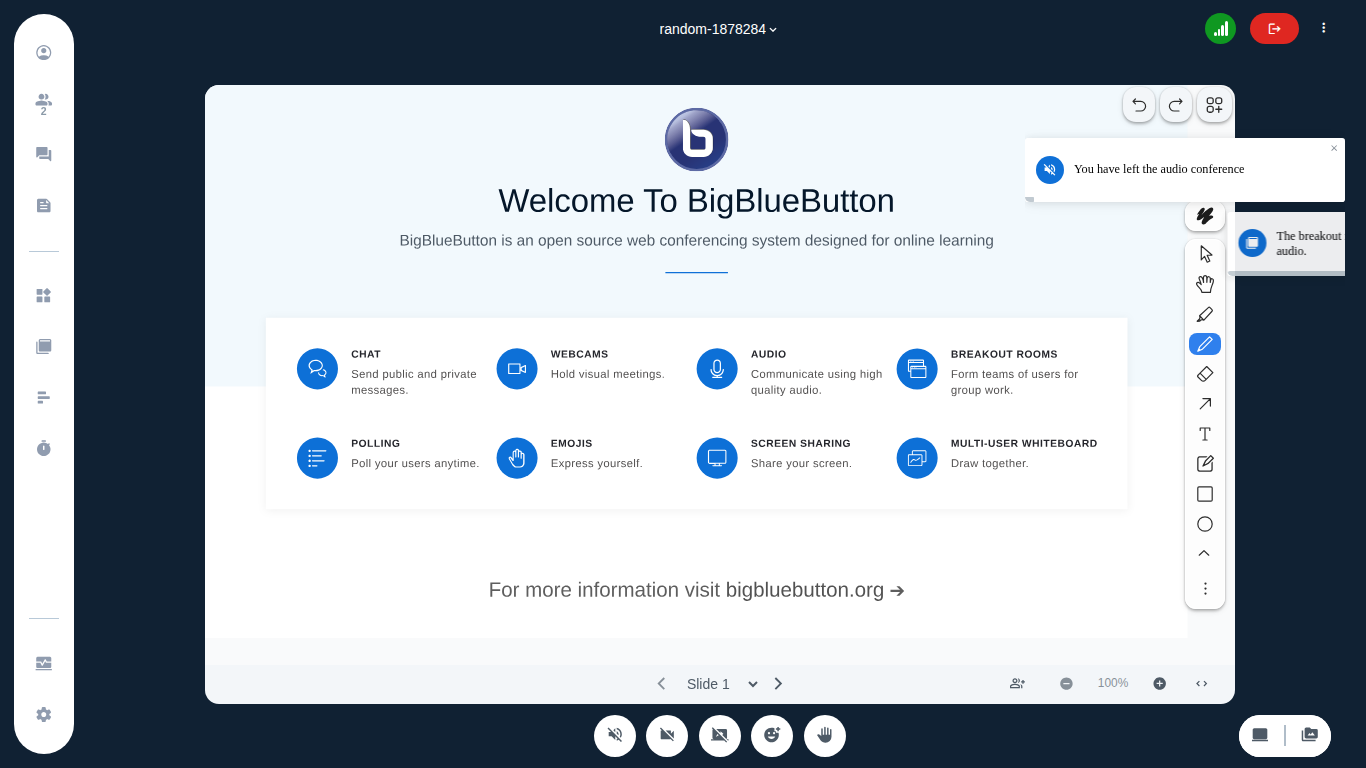 random-1878284
2
Welcome To BigBlueButton
BigBlueButton is an open source web conferencing system designed for online learning
×
You have left the audio conference
The breakout
audio.
CHAT
Send public and private
messages.
WEBCAMS
Hold visual meetings.
AUDIO
Communicate using high
quality audio.
BREAKOUT ROOMS
Form teams of users for
group work.
POLLING
Poll your users anytime.
EMOJIS
Express yourself.
SCREEN SHARING
Share your screen.
MULTI-USER WHITEBOARD
Draw together.
For more information visit bigbluebutton.org ➔
Slide 1
100%